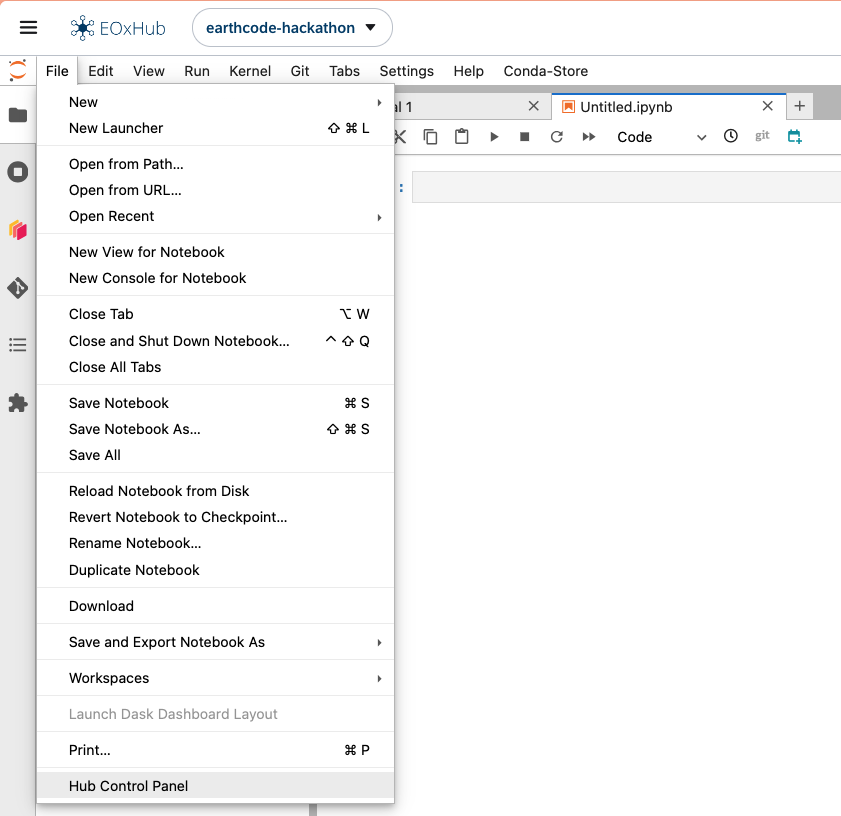 EOxHub
earthcode-hackathon
File Edit View Run Kernel Git Tabs Settings Help Conda-Store
al 1
Untitled.ipynb
Code
git
:
New
New Launcher ⇧ ⌘ L
Open from Path...
Open from URL...
Open Recent
New View for Notebook
New Console for Notebook
Close Tab ⌥ W
Close and Shut Down Notebook... ⌃ ⇧ Q
Close All Tabs
Save Notebook ⌘ S
Save Notebook As... ⇧ ⌘ S
Save All
Reload Notebook from Disk
Revert Notebook to Checkpoint...
Rename Notebook...
Duplicate Notebook
Download
Save and Export Notebook As
Workspaces
Launch Dask Dashboard Layout
Print... ⌘ P
Hub Control Panel